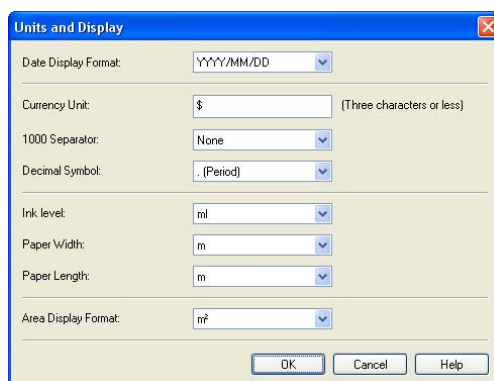 Units and Display
Date Display Format: YYYY/MM/DD
Currency Unit: $ (Three characters or less)
1000 Separator: None
Decimal Symbol: . (Period)
Ink level: ml
Paper Width: m
Paper Length: m
Area Display Format: m²
OK Cancel Help